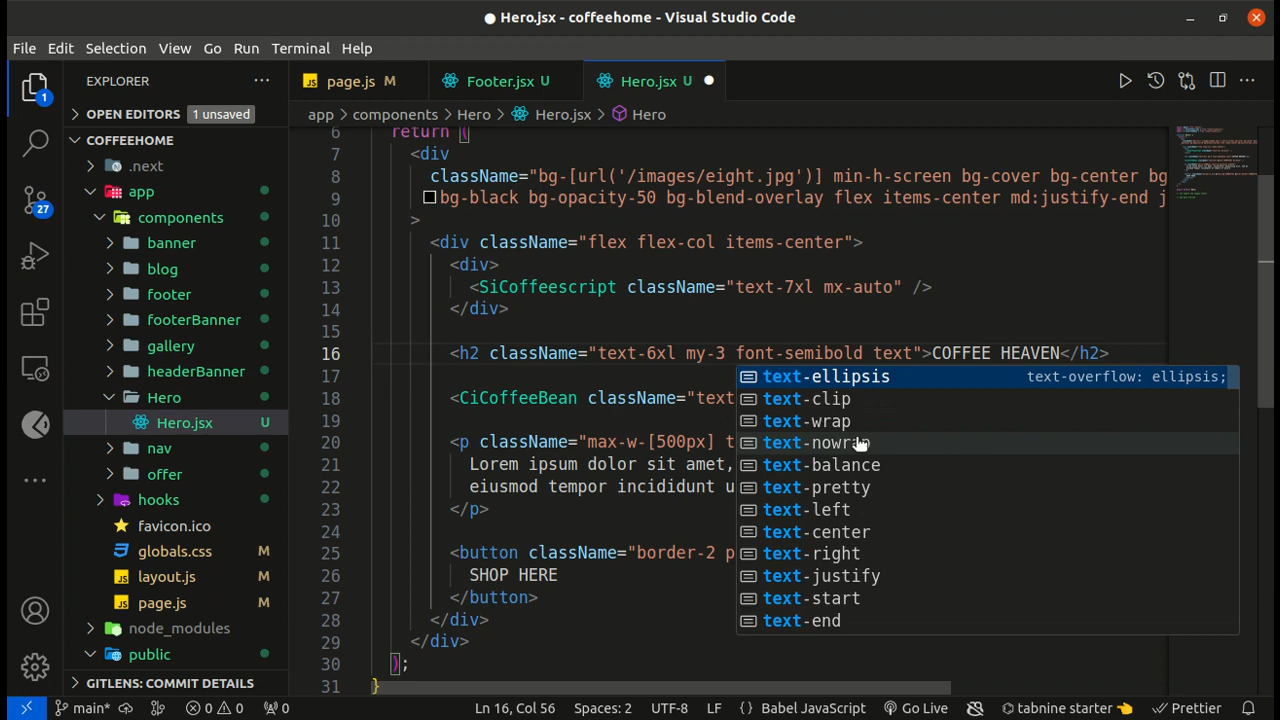 Hero.jsx - coffeehome - Visual Studio Code
File Edit Selection View Go Run Terminal Help
EXPLORER
OPEN EDITORS 1 unsaved
COFFEEHOME
.next
app
components
banner
blog
footer
footerBanner
gallery
headerBanner
Hero
Hero.jsx U
nav
offer
hooks
favicon.ico
globals.css M
layout.js M
page.js M
node_modules
public
GITLENS: COMMIT DETAILS
1
27
page.js M Footer.jsx U Hero.jsx U
app > components > Hero > Hero.jsx > Hero
6 return (
7 <div
8 className="bg-[url('/images/eight.jpg')] min-h-screen bg-cover bg-center bg
9 bg-black bg-opacity-50 bg-blend-overlay flex items-center md:justify-end j
10 >
11 <div className="flex flex-col items-center">
12 <div>
13 <SiCoffeescript className="text-7xl mx-auto" />
14 </div>
15
16 <h2 className="text-6xl my-3 font-semibold text">COFFEE HEAVEN</h2>
17
18 <CiCoffeeBean className="text
19
20 <p className="max-w-[500px] t
21 Lorem ipsum dolor sit amet,
22 eiusmod tempor incididunt u
23 </p>
24
25 <button className="border-2 p
26 SHOP HERE
27 </button>
28 </div>
29 </div>
30 );
31 }
text-ellipsis text-overflow: ellipsis;
text-clip
text-wrap
text-nowrap
text-balance
text-pretty
text-left
text-center
text-right
text-justify
text-start
text-end
main* 0 0 0 Ln 16, Col 56 Spaces: 2 UTF-8 LF {} Babel JavaScript Go Live tabnine starter 👈 Prettier